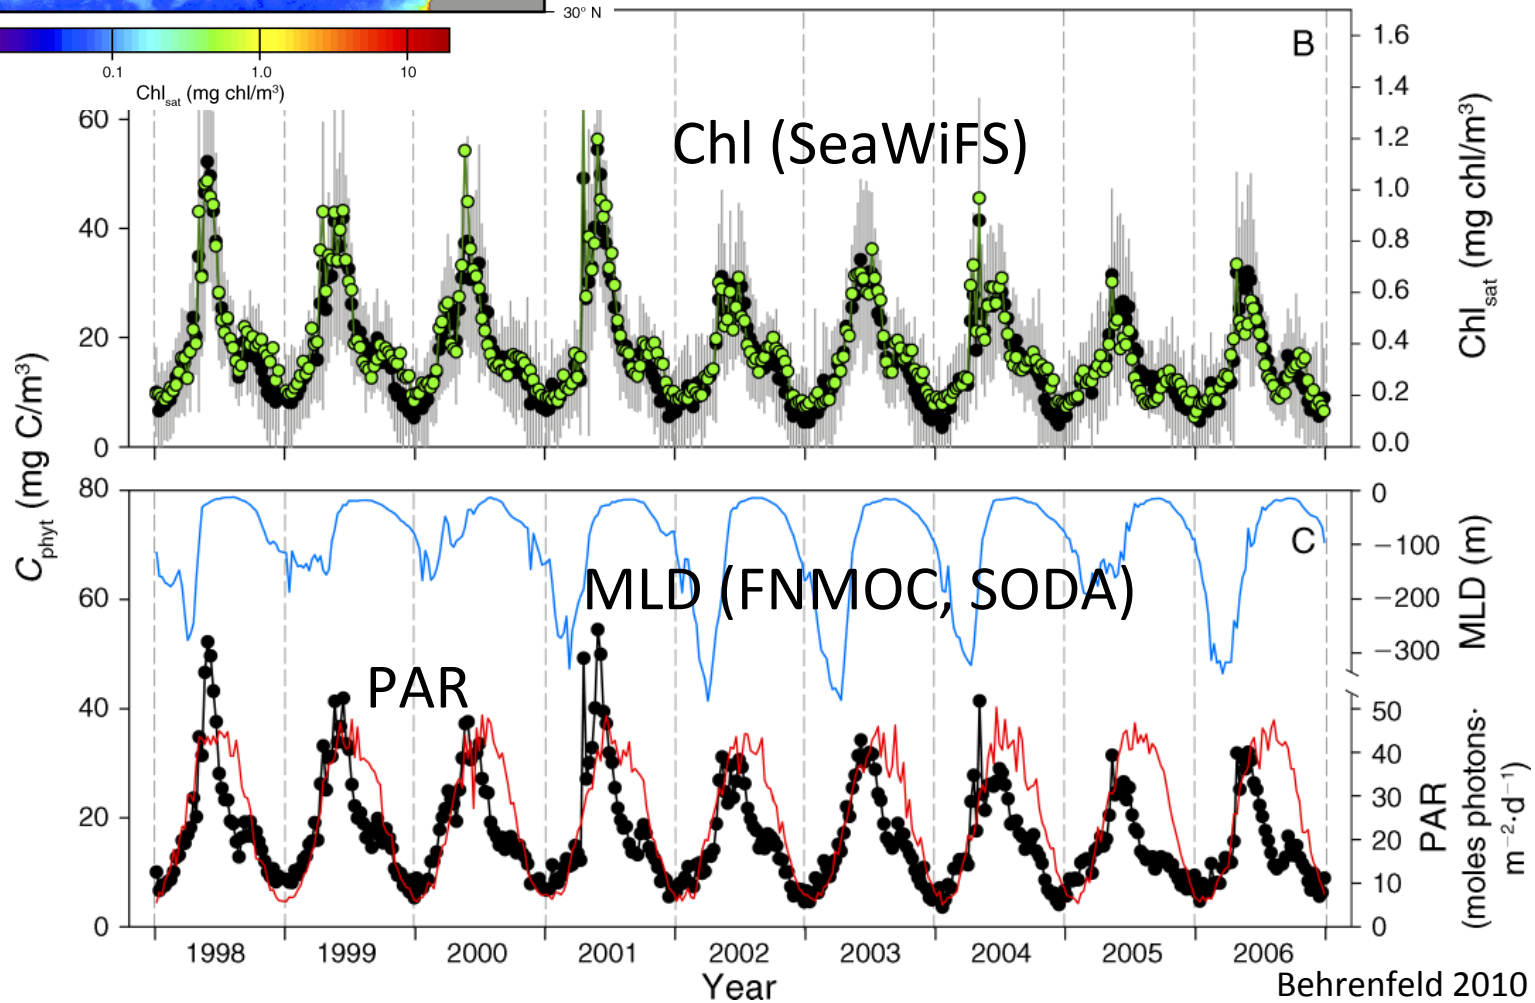 30° N
0.1 1.0 10
Chlsat (mg chl/m³)
B
1.6
1.4
1.2
1.0
0.8
0.6
0.4
0.2
0.0
Chlsat (mg chl/m³)
60
40
20
0
Chl (SeaWiFS)
Cphyt (mg C/m³)
80
60
40
20
0
C
MLD (FNMOC, SODA)
PAR
0
−100
−200
−300
MLD (m)
50
40
30
20
10
0
PAR
(moles photons·
m⁻²·d⁻¹)
1998 1999 2000 2001 2002 2003 2004 2005 2006
Year
Behrenfeld 2010